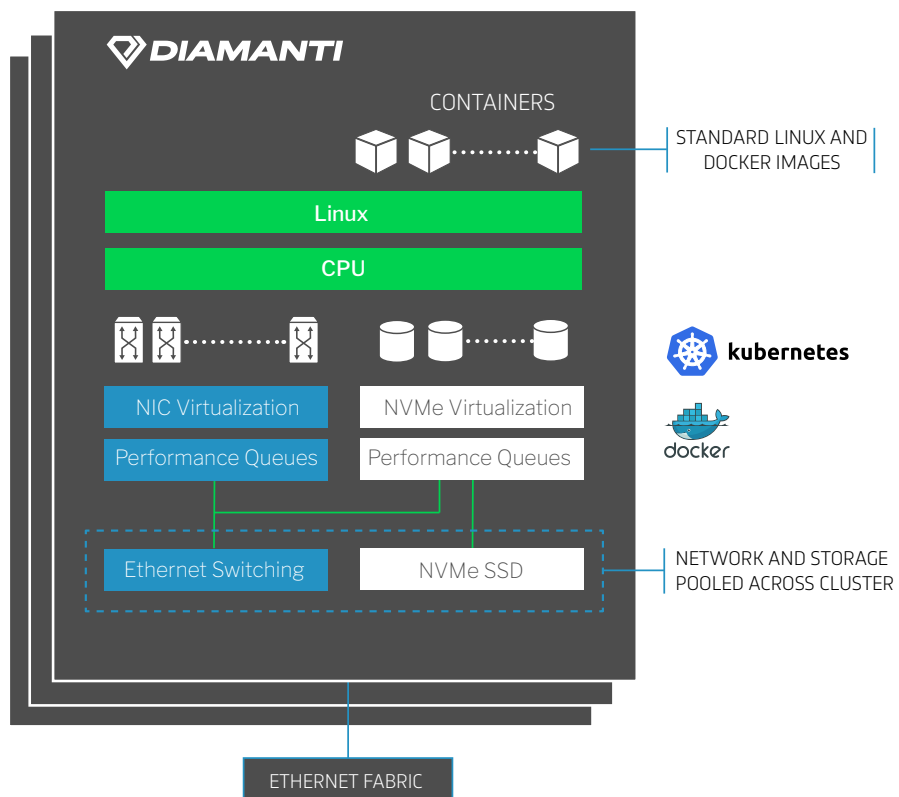 DIAMANTI
CONTAINERS
STANDARD LINUX AND
DOCKER IMAGES
Linux
CPU
kubernetes
NIC Virtualization
NVMe Virtualization
docker
Performance Queues
Performance Queues
Ethernet Switching
NVMe SSD
NETWORK AND STORAGE
POOLED ACROSS CLUSTER
ETHERNET FABRIC